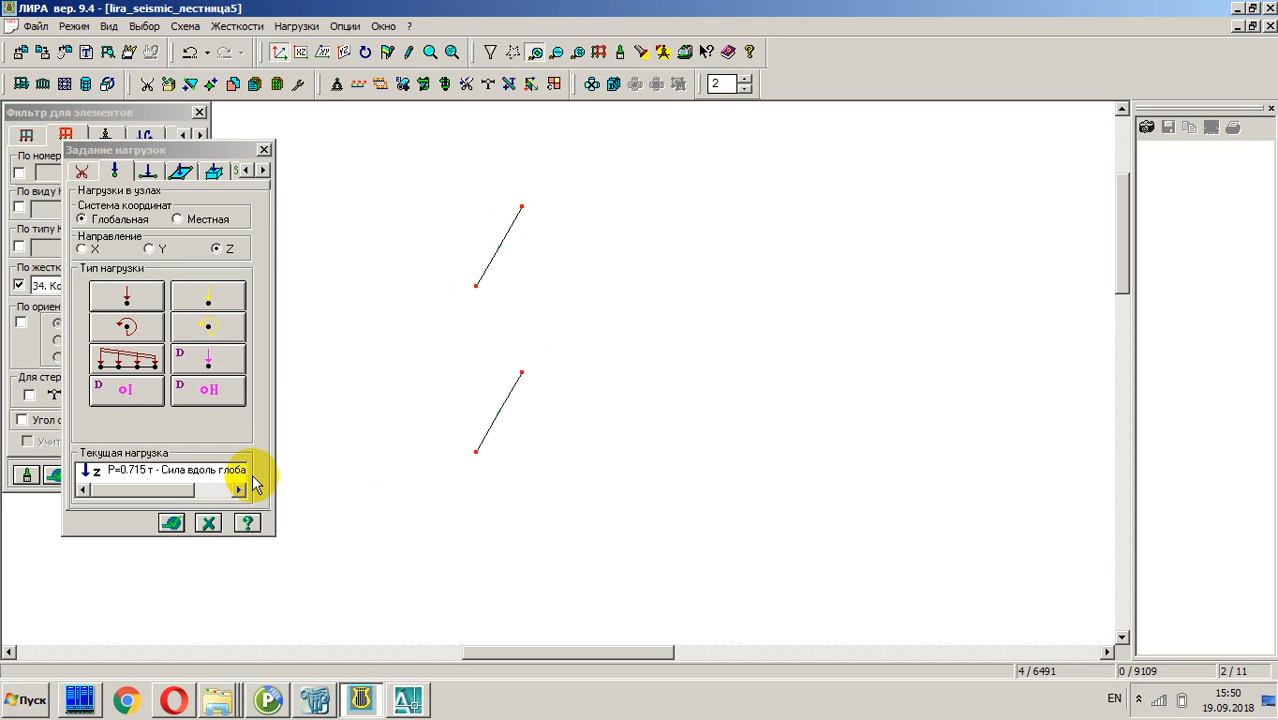 ЛИРА вер. 9.4 - [lira_seismic_лестница5]
Файл Режим Вид Выбор Схема Жесткости Нагрузки Опции Окно ?
2
Фильтр для элементов
По номер
По виду К
По типу К
По жестк
34. Ко
По ориен
Для стер
Угол с
Учит
Задание нагрузок
Нагрузки в узлах
Система координат
Глобальная Местная
Направление
X Y Z
Тип нагрузки
D
D I D H
Текущая нагрузка
z P=0.715 т - Сила вдоль глоба
4 / 6491 0 / 9109 2 / 11
Пуск
EN
15:50
19.09.2018